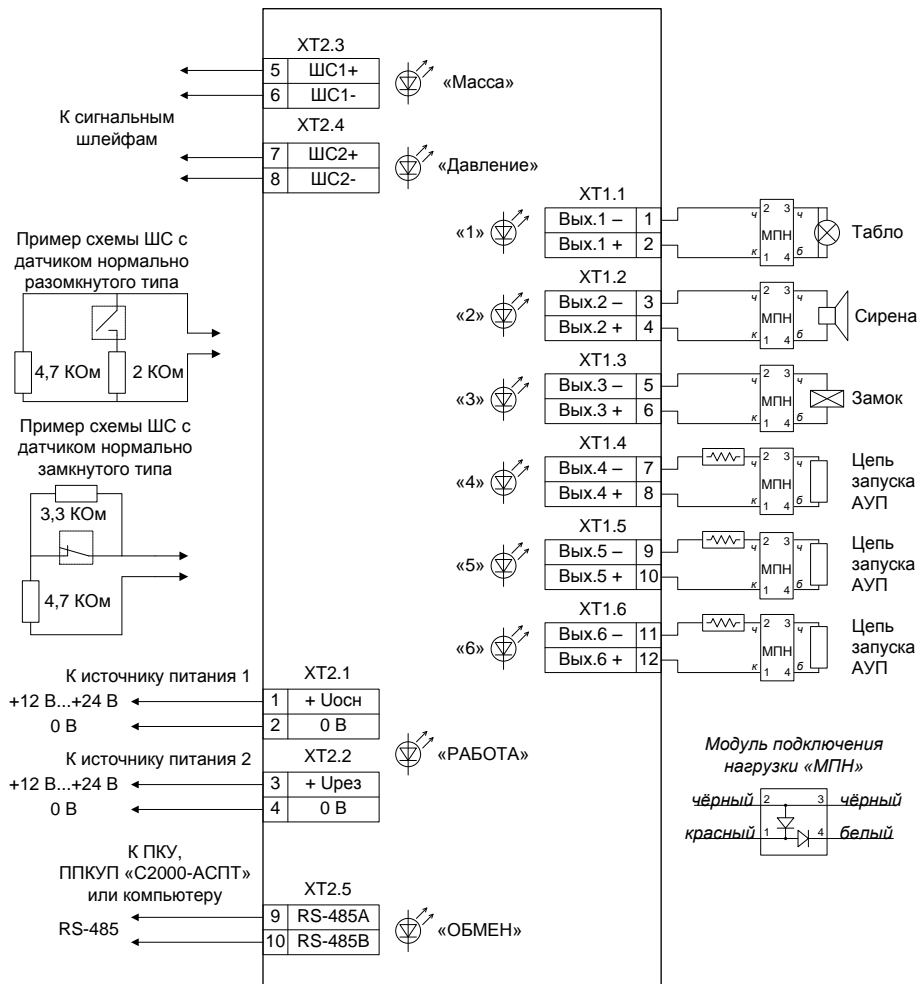 XT2.3
5 ШС1+
6 ШС1-
«Масса»
К сигнальным
шлейфам
XT2.4
7 ШС2+
8 ШС2-
«Давление»
Пример схемы ШС с
датчиком нормально
разомкнутого типа
4,7 КОм
2 КОм
Пример схемы ШС с
датчиком нормально
замкнутого типа
3,3 КОм
4,7 КОм
XT1.1
«1»
Вых.1 – 1
Вых.1 + 2
ч 2 3 ч
МПН
к 1 4 б
Табло
XT1.2
«2»
Вых.2 – 3
Вых.2 + 4
ч 2 3 ч
МПН
к 1 4 б
Сирена
XT1.3
«3»
Вых.3 – 5
Вых.3 + 6
ч 2 3 ч
МПН
к 1 4 б
Замок
XT1.4
«4»
Вых.4 – 7
Вых.4 + 8
ч 2 3 ч
МПН
к 1 4 б
Цепь
запуска
АУП
XT1.5
«5»
Вых.5 – 9
Вых.5 + 10
ч 2 3 ч
МПН
к 1 4 б
Цепь
запуска
АУП
XT1.6
«6»
Вых.6 – 11
Вых.6 + 12
ч 2 3 ч
МПН
к 1 4 б
Цепь
запуска
АУП
К источнику питания 1
XT2.1
+12 В...+24 В
1 + Uосн
0 В
2 0 В
«РАБОТА»
К источнику питания 2
XT2.2
+12 В...+24 В
3 + Uрез
0 В
4 0 В
Модуль подключения
нагрузки «МПН»
чёрный 2 3 чёрный
красный 1 4 белый
К ПКУ,
ППКУП «С2000-АСПТ»
или компьютеру
RS-485
XT2.5
9 RS-485A
10 RS-485B
«ОБМЕН»